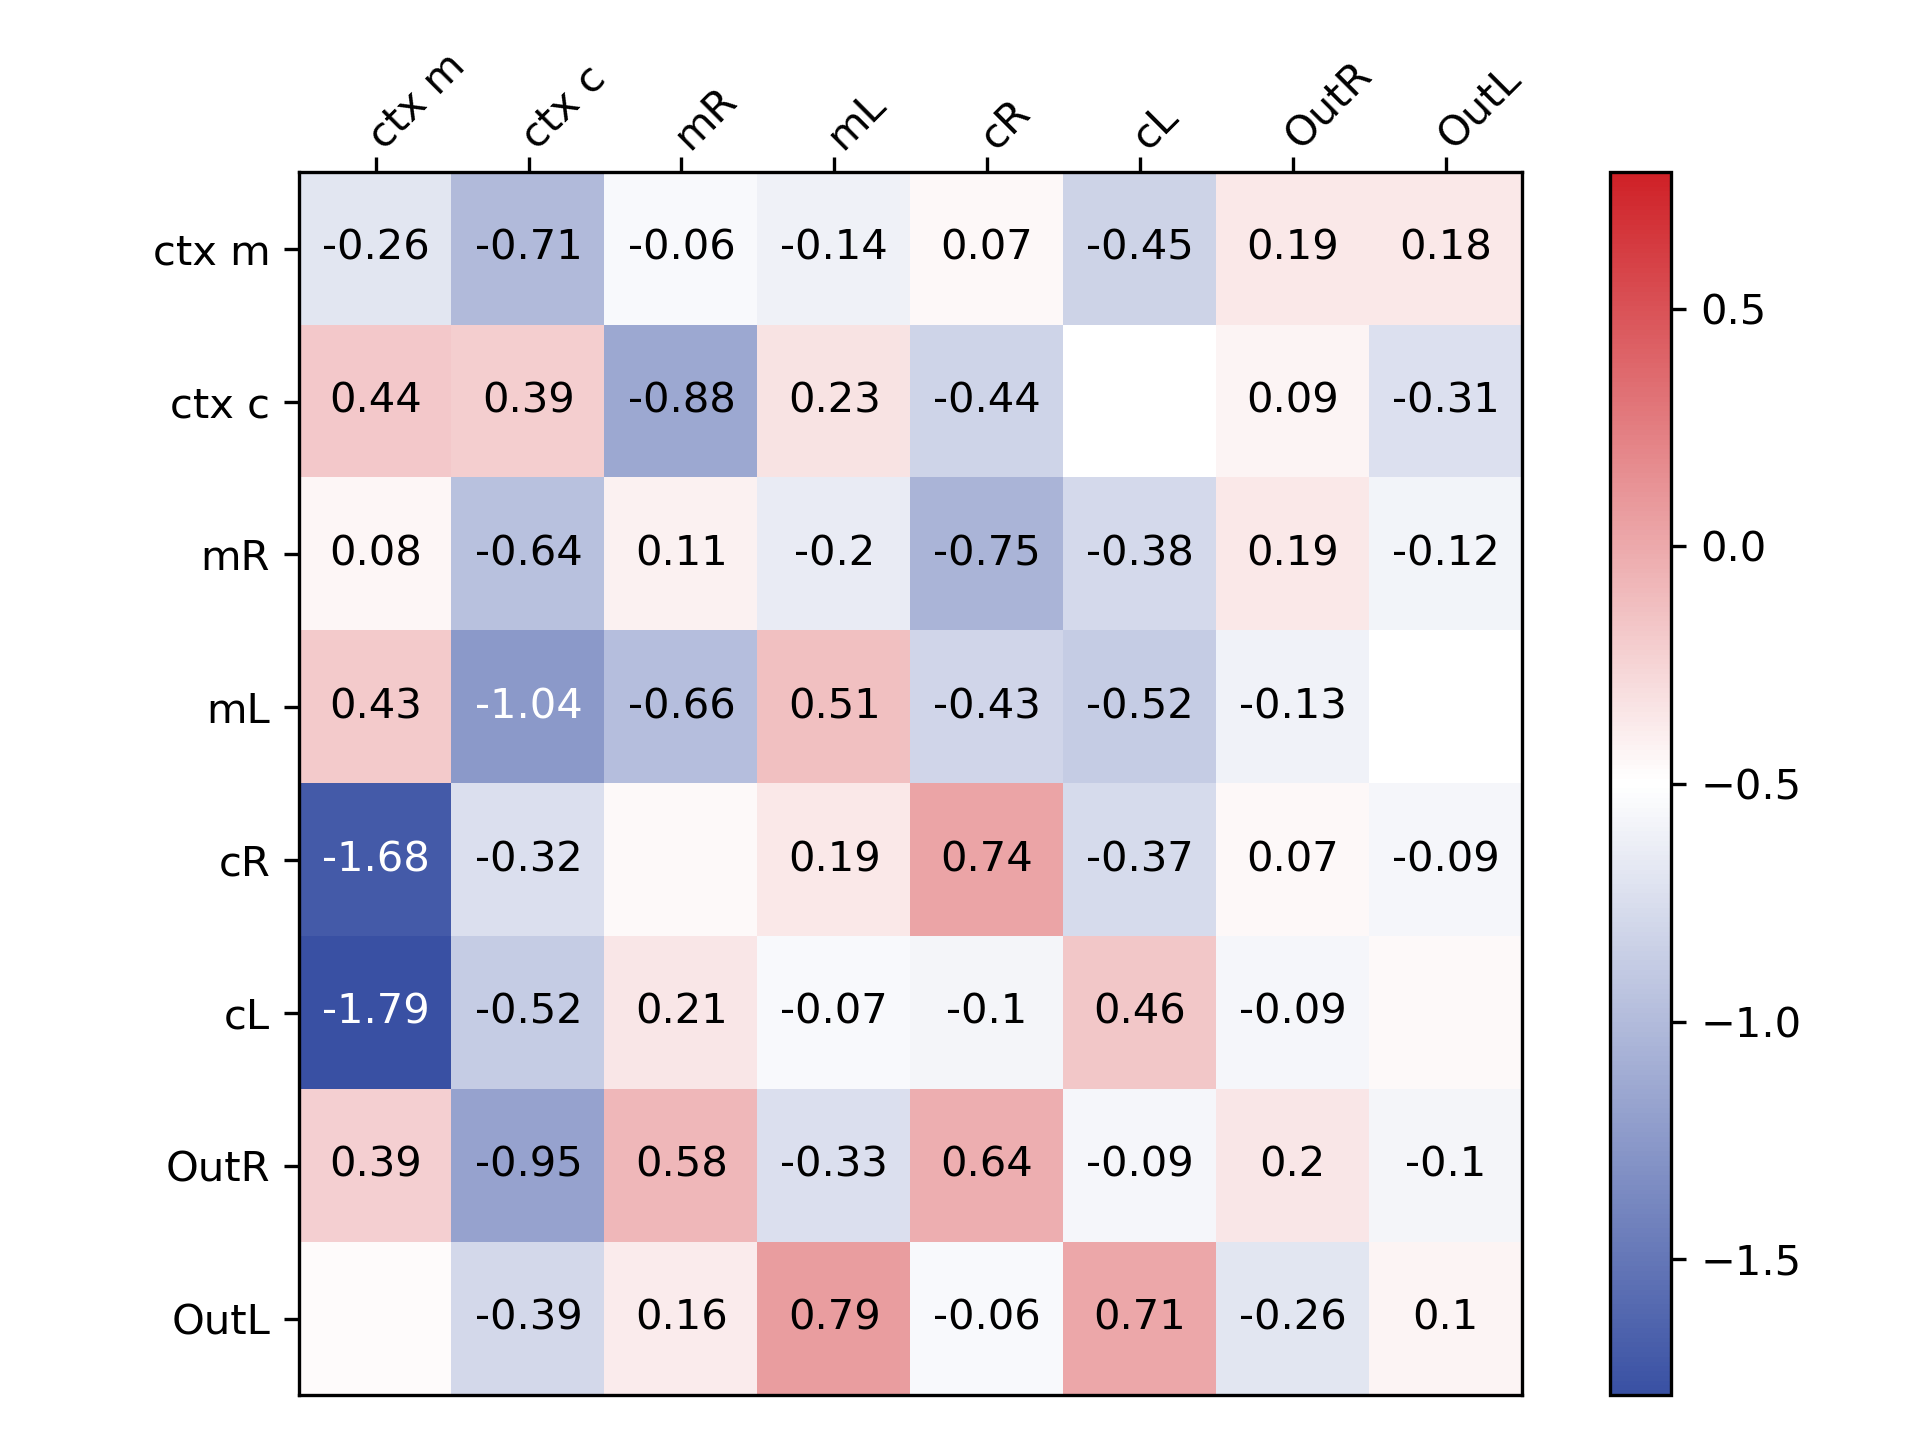 ctx m ctx c mR mL cR cL OutR OutL
ctx m -0.26 -0.71 -0.06 -0.14 0.07 -0.45 0.19 0.18
ctx c 0.44 0.39 -0.88 0.23 -0.44 0.09 -0.31
mR 0.08 -0.64 0.11 -0.2 -0.75 -0.38 0.19 -0.12
mL 0.43 -1.04 -0.66 0.51 -0.43 -0.52 -0.13
cR -1.68 -0.32 0.19 0.74 -0.37 0.07 -0.09
cL -1.79 -0.52 0.21 -0.07 -0.1 0.46 -0.09
OutR 0.39 -0.95 0.58 -0.33 0.64 -0.09 0.2 -0.1
OutL -0.39 0.16 0.79 -0.06 0.71 -0.26 0.1
0.5
0.0
−0.5
−1.0
−1.5